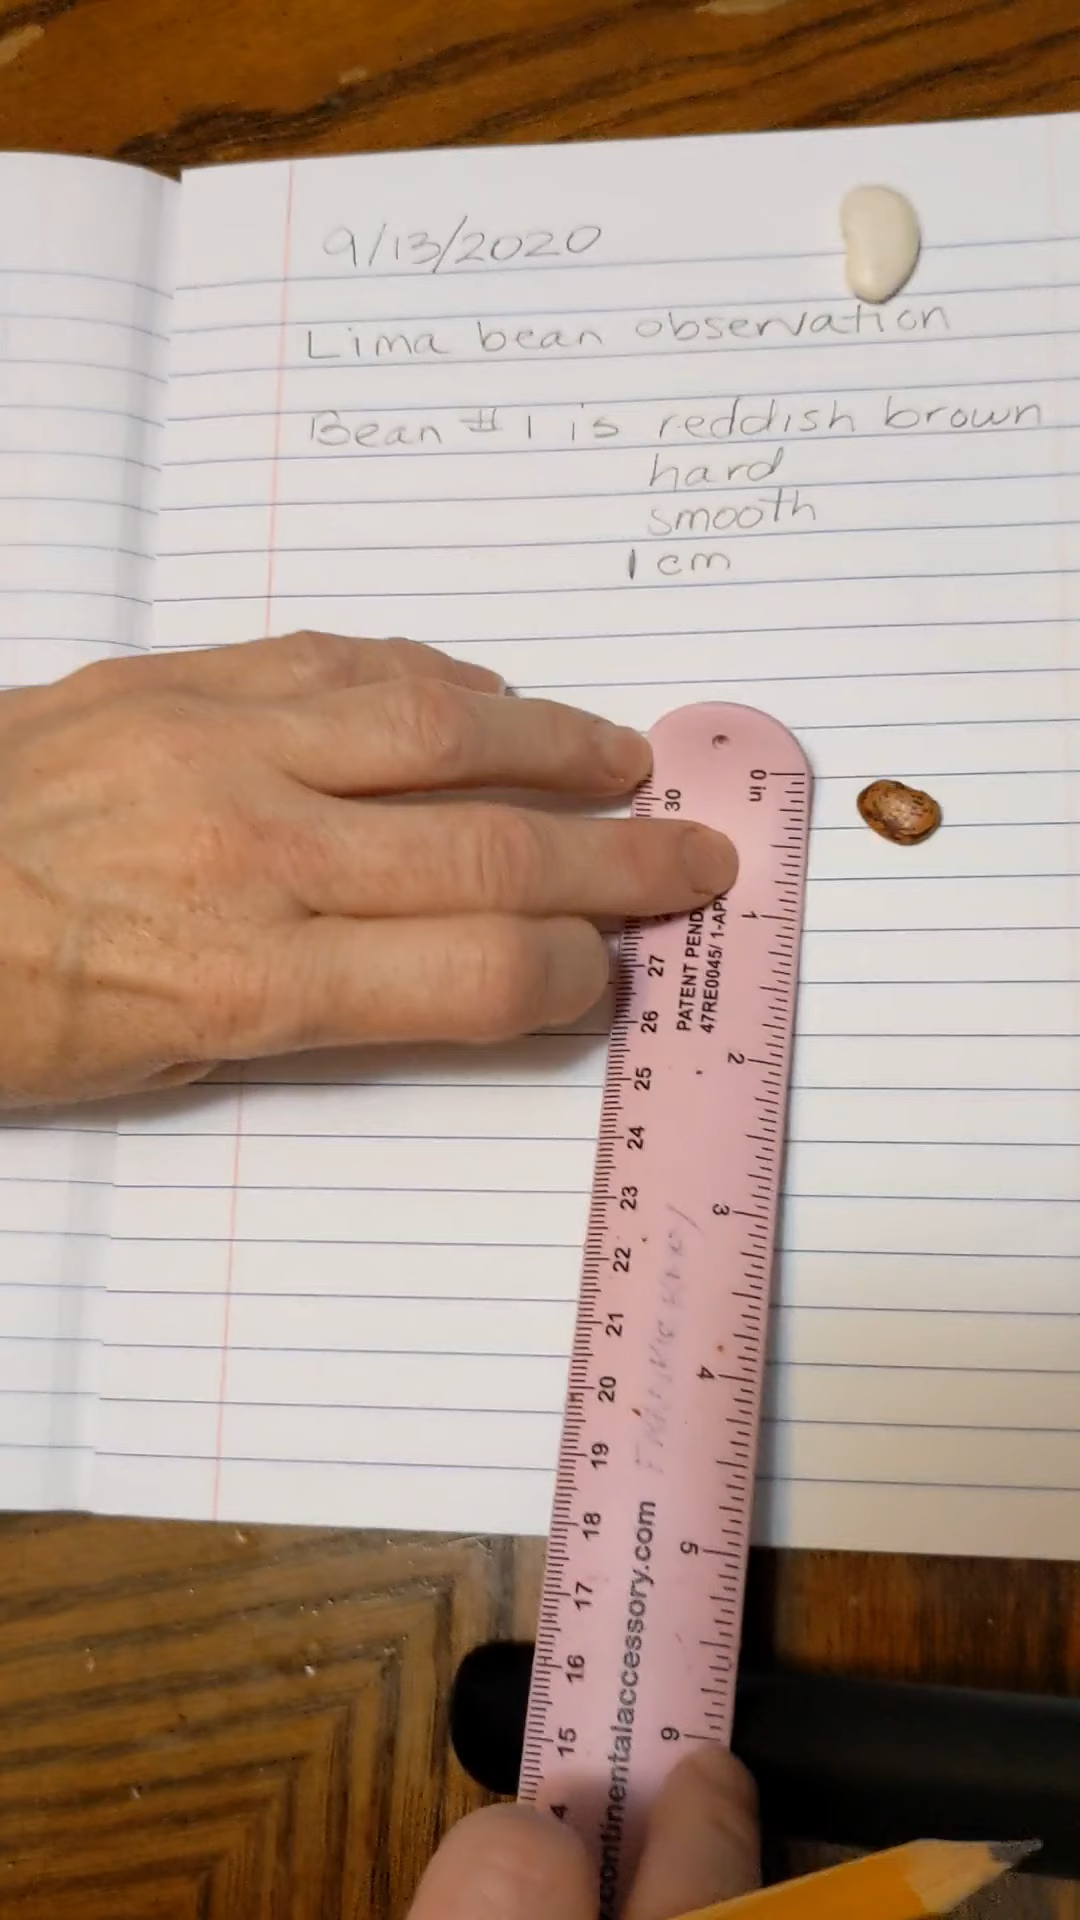 9/13/2020
Lima bean observation
Bean #1 is reddish brown
hard
smooth
1 cm
0 in
1
2
3
4
5
6
30
27
26
25
24
23
22
21
20
19
18
17
16
15
4
PATENT PEND
47RE0045/1-APR
continentalaccessory.com